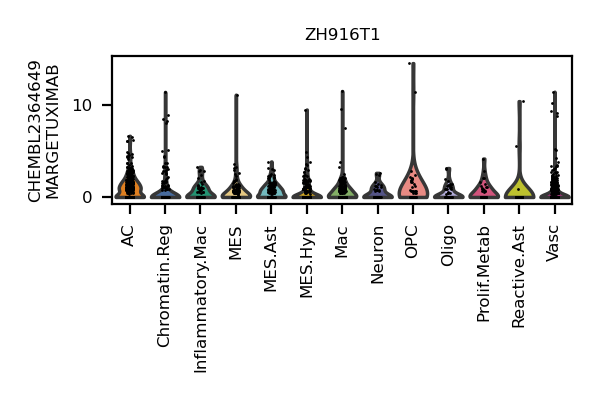 ZH916T1
CHEMBL2364649
MARGETUXIMAB
10
0
AC
Chromatin.Reg
Inflammatory.Mac
MES
MES.Ast
MES.Hyp
Mac
Neuron
OPC
Oligo
Prolif.Metab
Reactive.Ast
Vasc